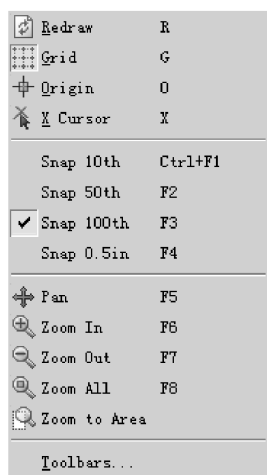 Redraw R
Grid G
Origin O
X Cursor X
Snap 10th Ctrl+F1
Snap 50th F2
Snap 100th F3
Snap 0.5in F4
Pan F5
Zoom In F6
Zoom Out F7
Zoom All F8
Zoom to Area
Toolbars...